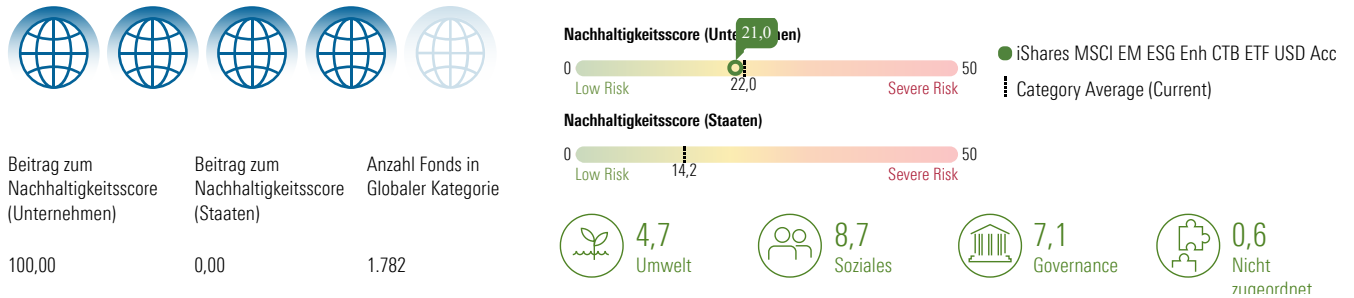 Beitrag zum
Nachhaltigkeitsscore
(Unternehmen)
100,00
Beitrag zum
Nachhaltigkeitsscore
(Staaten)
0,00
Anzahl Fonds in
Globaler Kategorie
1.782
Nachhaltigkeitsscore (Unte hmen)
21,0
0
50
Low Risk
22,0
Severe Risk
Nachhaltigkeitsscore (Staaten)
0
50
Low Risk
14,2
Severe Risk
iShares MSCI EM ESG Enh CTB ETF USD Acc
Category Average (Current)
4,7
Umwelt
8,7
Soziales
7,1
Governance
0,6
Nicht
zugeordnet